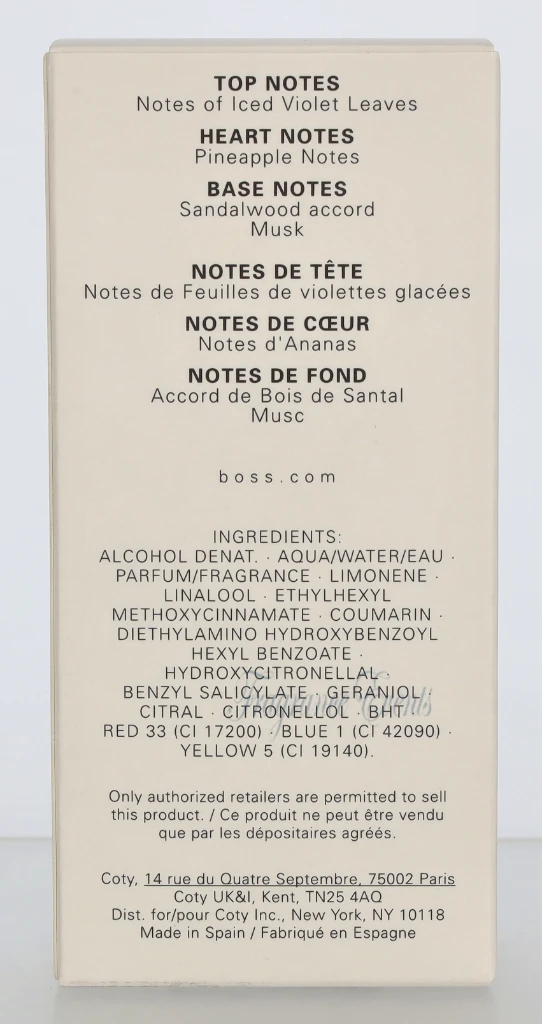 TOP NOTES
Notes of Iced Violet Leaves
HEART NOTES
Pineapple Notes
BASE NOTES
Sandalwood accord
Musk
NOTES DE TÊTE
Notes de Feuilles de violettes glacées
NOTES DE CŒUR
Notes d'Ananas
NOTES DE FOND
Accord de Bois de Santal
Musc
boss.com
INGREDIENTS:
ALCOHOL DENAT. · AQUA/WATER/EAU ·
PARFUM/FRAGRANCE · LIMONENE ·
LINALOOL · ETHYLHEXYL
METHOXYCINNAMATE · COUMARIN ·
DIETHYLAMINO HYDROXYBENZOYL
HEXYL BENZOATE ·
HYDROXYCITRONELLAL ·
BENZYL SALICYLATE · GERANIOL ·
Fragrance Events
CITRAL · CITRONELLOL · BHT ·
RED 33 (CI 17200) · BLUE 1 (CI 42090) ·
YELLOW 5 (CI 19140).
Only authorized retailers are permitted to sell
this product. / Ce produit ne peut être vendu
que par les dépositaires agréés.
Coty, 14 rue du Quatre Septembre, 75002 Paris
Coty UK&I, Kent, TN25 4AQ
Dist. for/pour Coty Inc., New York, NY 10118
Made in Spain / Fabriqué en Espagne